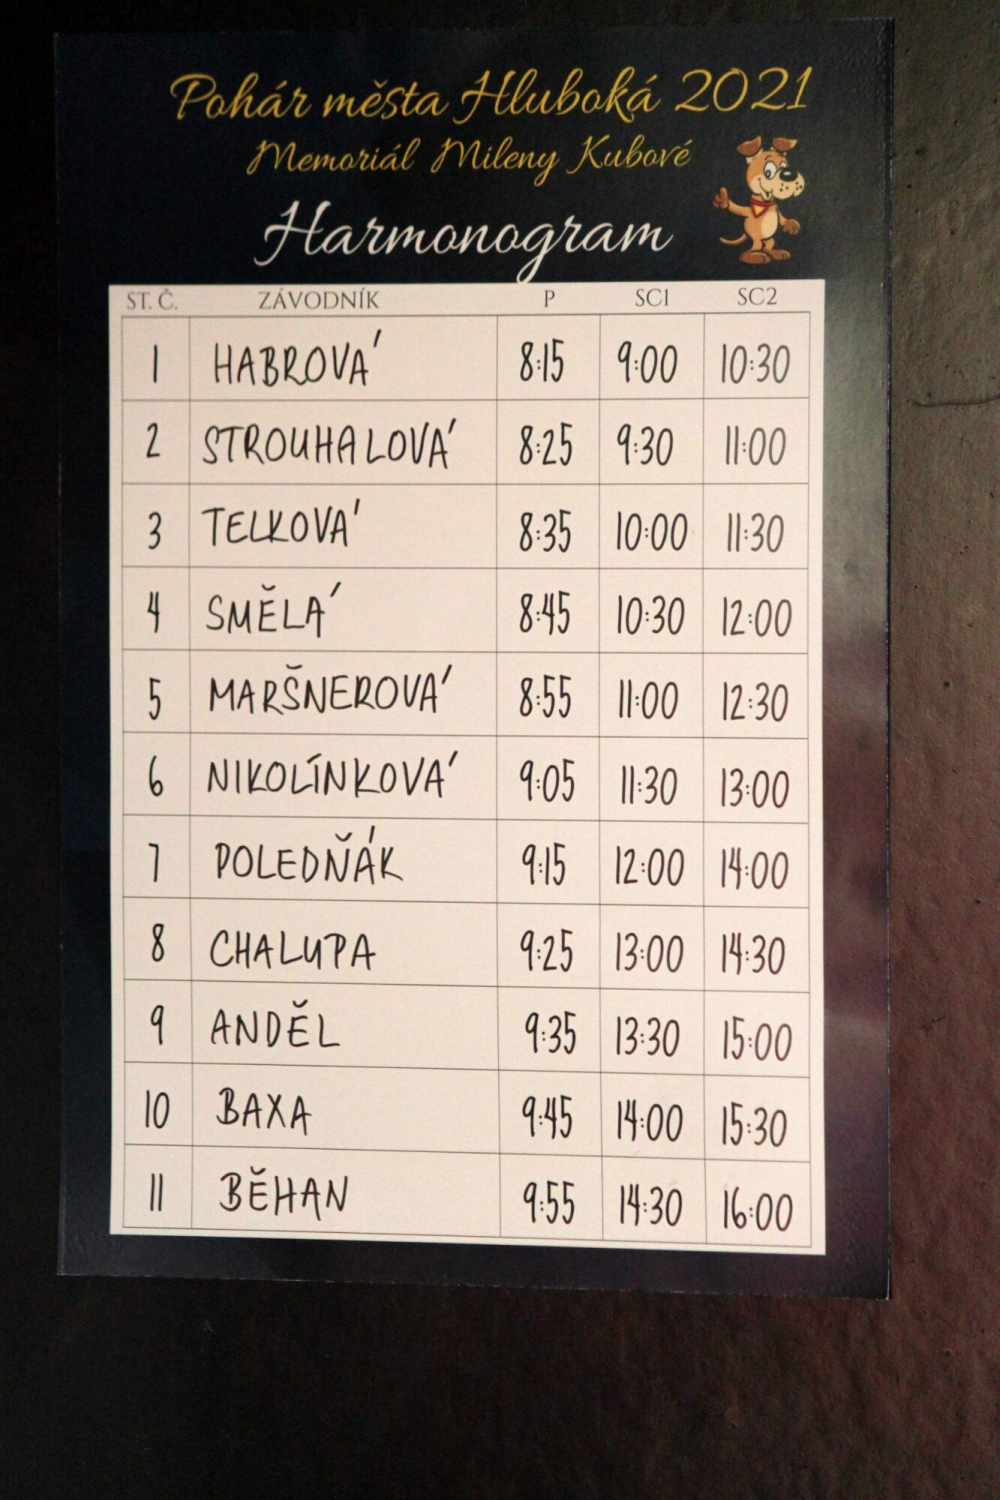 Pohár města Hluboká 2021
Memoriál Mileny Kubové
Harmonogram
ST. Č. ZÁVODNÍK P SC1 SC2
1 HABROVÁ 8:15 9:00 10:30
2 STROUHALOVÁ 8:25 9:30 11:00
3 TELKOVÁ 8:35 10:00 11:30
4 SMĚLÁ 8:45 10:30 12:00
5 MARŠNEROVÁ 8:55 11:00 12:30
6 NIKOLÍNKOVÁ 9:05 11:30 13:00
7 POLEDŇÁK 9:15 12:00 14:00
8 CHALUPA 9:25 13:00 14:30
9 ANDĚL 9:35 13:30 15:00
10 BAXA 9:45 14:00 15:30
11 BĚHAN 9:55 14:30 16:00